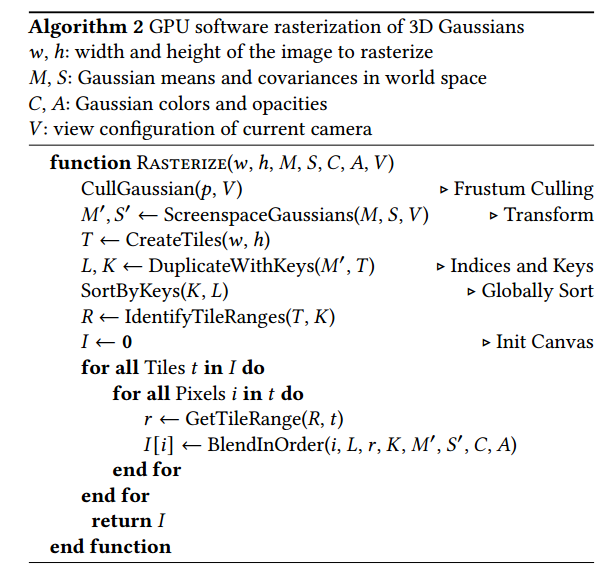 Algorithm 2 GPU software rasterization of 3D Gaussians
w, h: width and height of the image to rasterize
M, S: Gaussian means and covariances in world space
C, A: Gaussian colors and opacities
V: view configuration of current camera
function Rasterize(w, h, M, S, C, A, V)
CullGaussian(p, V) ▹ Frustum Culling
M′, S′ ← ScreenspaceGaussians(M, S, V) ▹ Transform
T ← CreateTiles(w, h)
L, K ← DuplicateWithKeys(M′, T) ▹ Indices and Keys
SortByKeys(K, L) ▹ Globally Sort
R ← IdentifyTileRanges(T, K)
I ← 0 ▹ Init Canvas
for all Tiles t in I do
for all Pixels i in t do
r ← GetTileRange(R, t)
I[i] ← BlendInOrder(i, L, r, K, M′, S′, C, A)
end for
end for
return I
end function